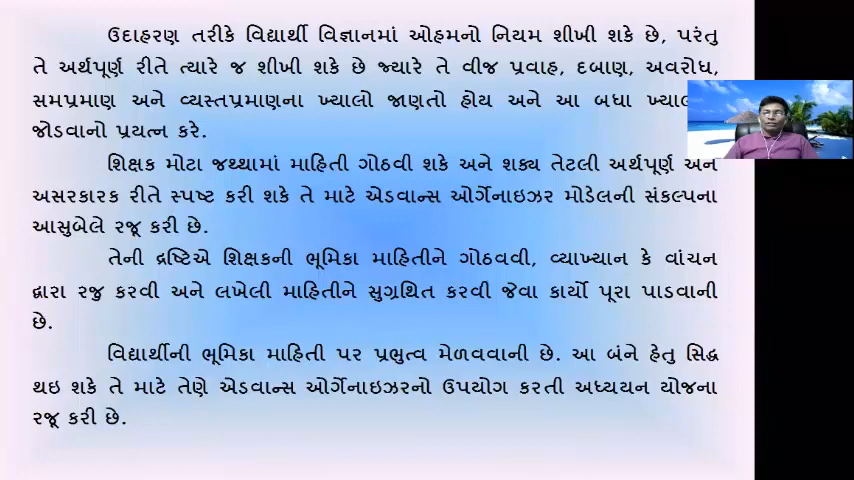 ઉદાહરણ તરીકે વિદ્યાર્થી વિજ્ઞાનમાં ઓહમનો નિયમ શીખી શકે છે, પરંતુ
તે અર્થપૂર્ણ રીતે ત્યારે જ શીખી શકે છે જ્યારે તે વીજ પ્રવાહ, દબાણ, અવરોધ,
સમપ્રમાણ અને વ્યસ્તપ્રમાણના ખ્યાલો જાણતો હોય અને આ બધા
જોડવાનો પ્રયત્ન કરે.
શિક્ષક મોટા જથ્થામાં માહિતી ગોઠવી શકે અને શક્ય તેટલી અર્થપૂર્ણ અને
અસરકારક રીતે સ્પષ્ટ કરી શકે તે માટે એડવાન્સ ઓર્ગેનાઇઝર મોડેલની સંકલ્પના
આસુબેલે રજૂ કરી છે.
તેની દ્રષ્ટિએ શિક્ષકની ભૂમિકા માહિતીને ગોઠવવી, વ્યાખ્યાન કે વાંચન
દ્વારા રજુ કરવી અને લખેલી માહિતીને સુગ્રથિત કરવી જેવા કાર્યો પૂરા પાડવાની
છે.
વિદ્યાર્થીની ભૂમિકા માહિતી પર પ્રભુત્વ મેળવવાની છે. આ બંને હેતુ સિદ્ધ
થઇ શકે તે માટે તેણે એડવાન્સ ઓર્ગેનાઇઝરનો ઉપયોગ કરતી અધ્યયન યોજના
રજૂ કરી છે.